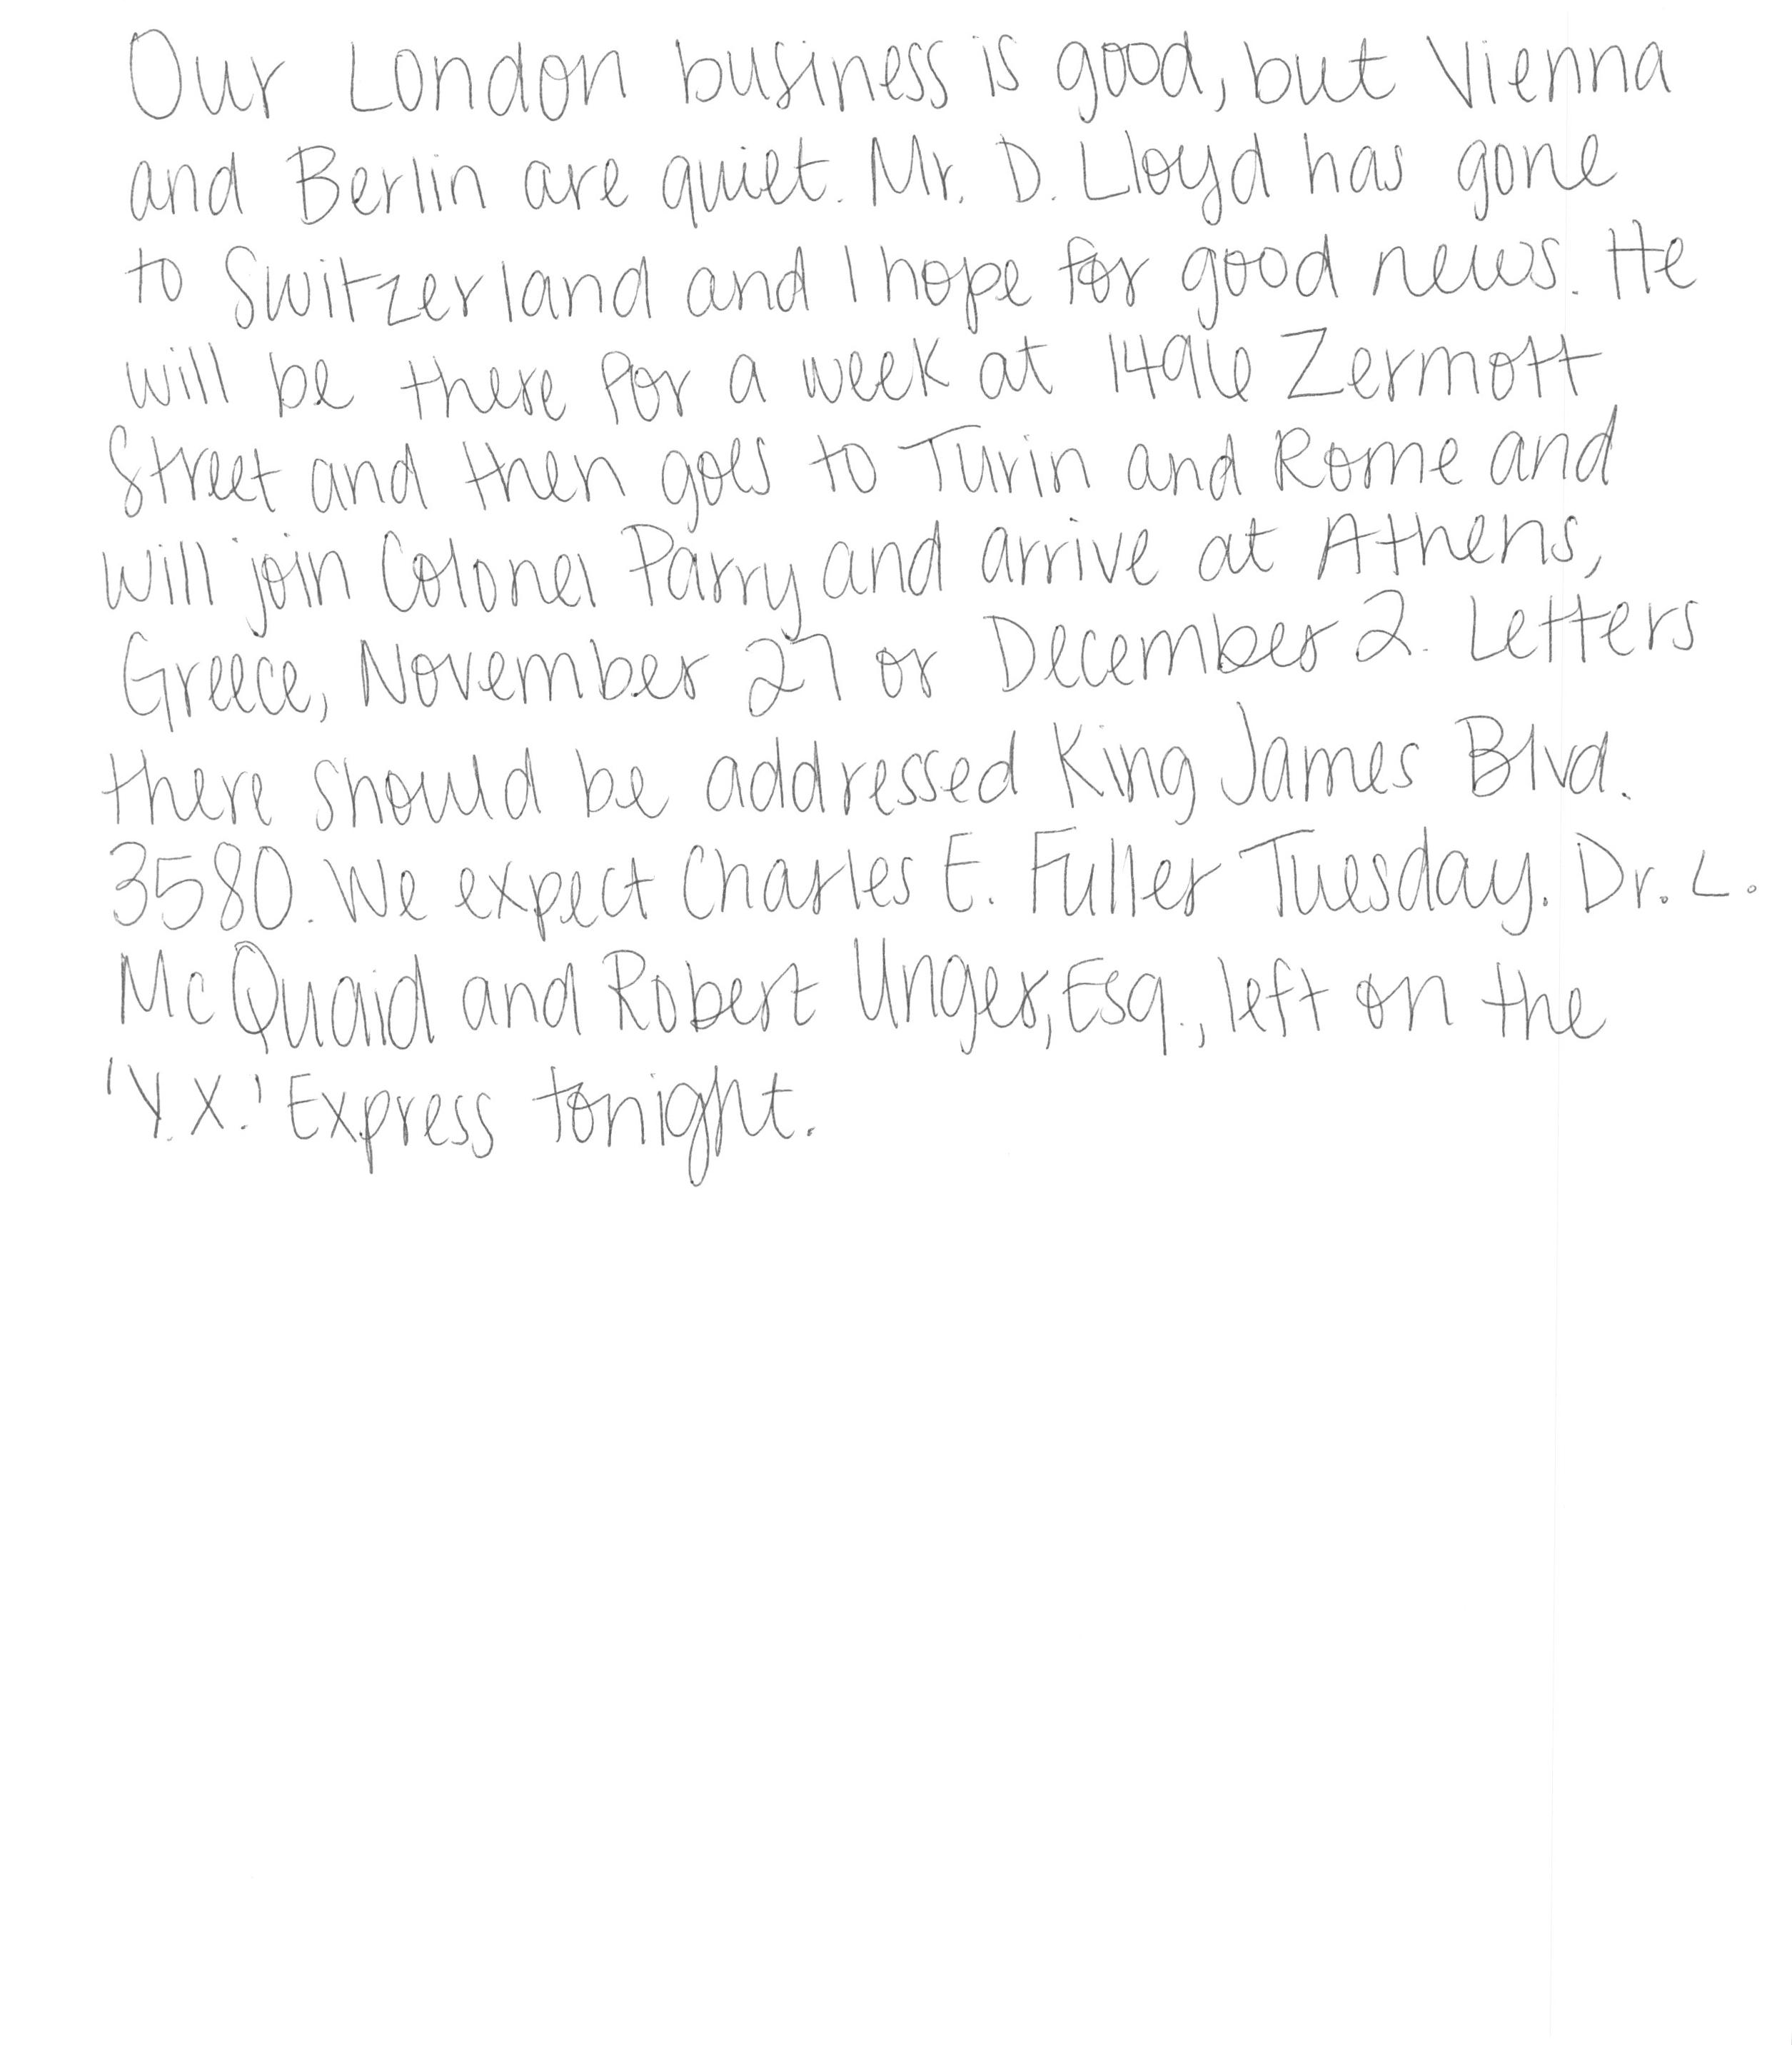 Our London business is good, but Vienna
and Berlin are quiet. Mr. D. Lloyd has gone
to Switzerland and I hope for good news. He
will be there for a week at 1496 Zermott
Street and then goes to Turin and Rome and
will join Colonel Parry and arrive at Athens,
Greece, November 27 or December 2. Letters
there should be addressed King James Blvd.
3580. We expect Charles E. Fuller Tuesday. Dr. L.
McQuaid and Robert Unger, Esq., left on the
'Y.X.' Express tonight.